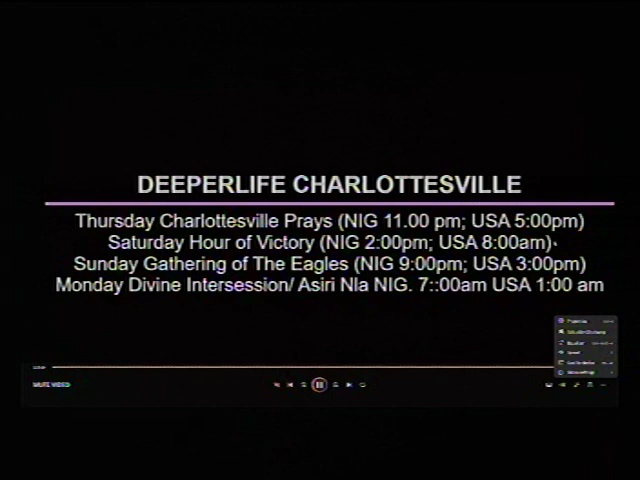 DEEPERLIFE CHARLOTTESVILLE
Thursday Charlottesville Prays (NIG 11.00 pm; USA 5:00pm)
Saturday Hour of Victory (NIG 2:00pm; USA 8:00am)
Sunday Gathering of The Eagles (NIG 9:00pm; USA 3:00pm)
Monday Divine Intersession/ Asiri Nla NIG. 7::00am USA 1:00 am
MUTE VIDEO